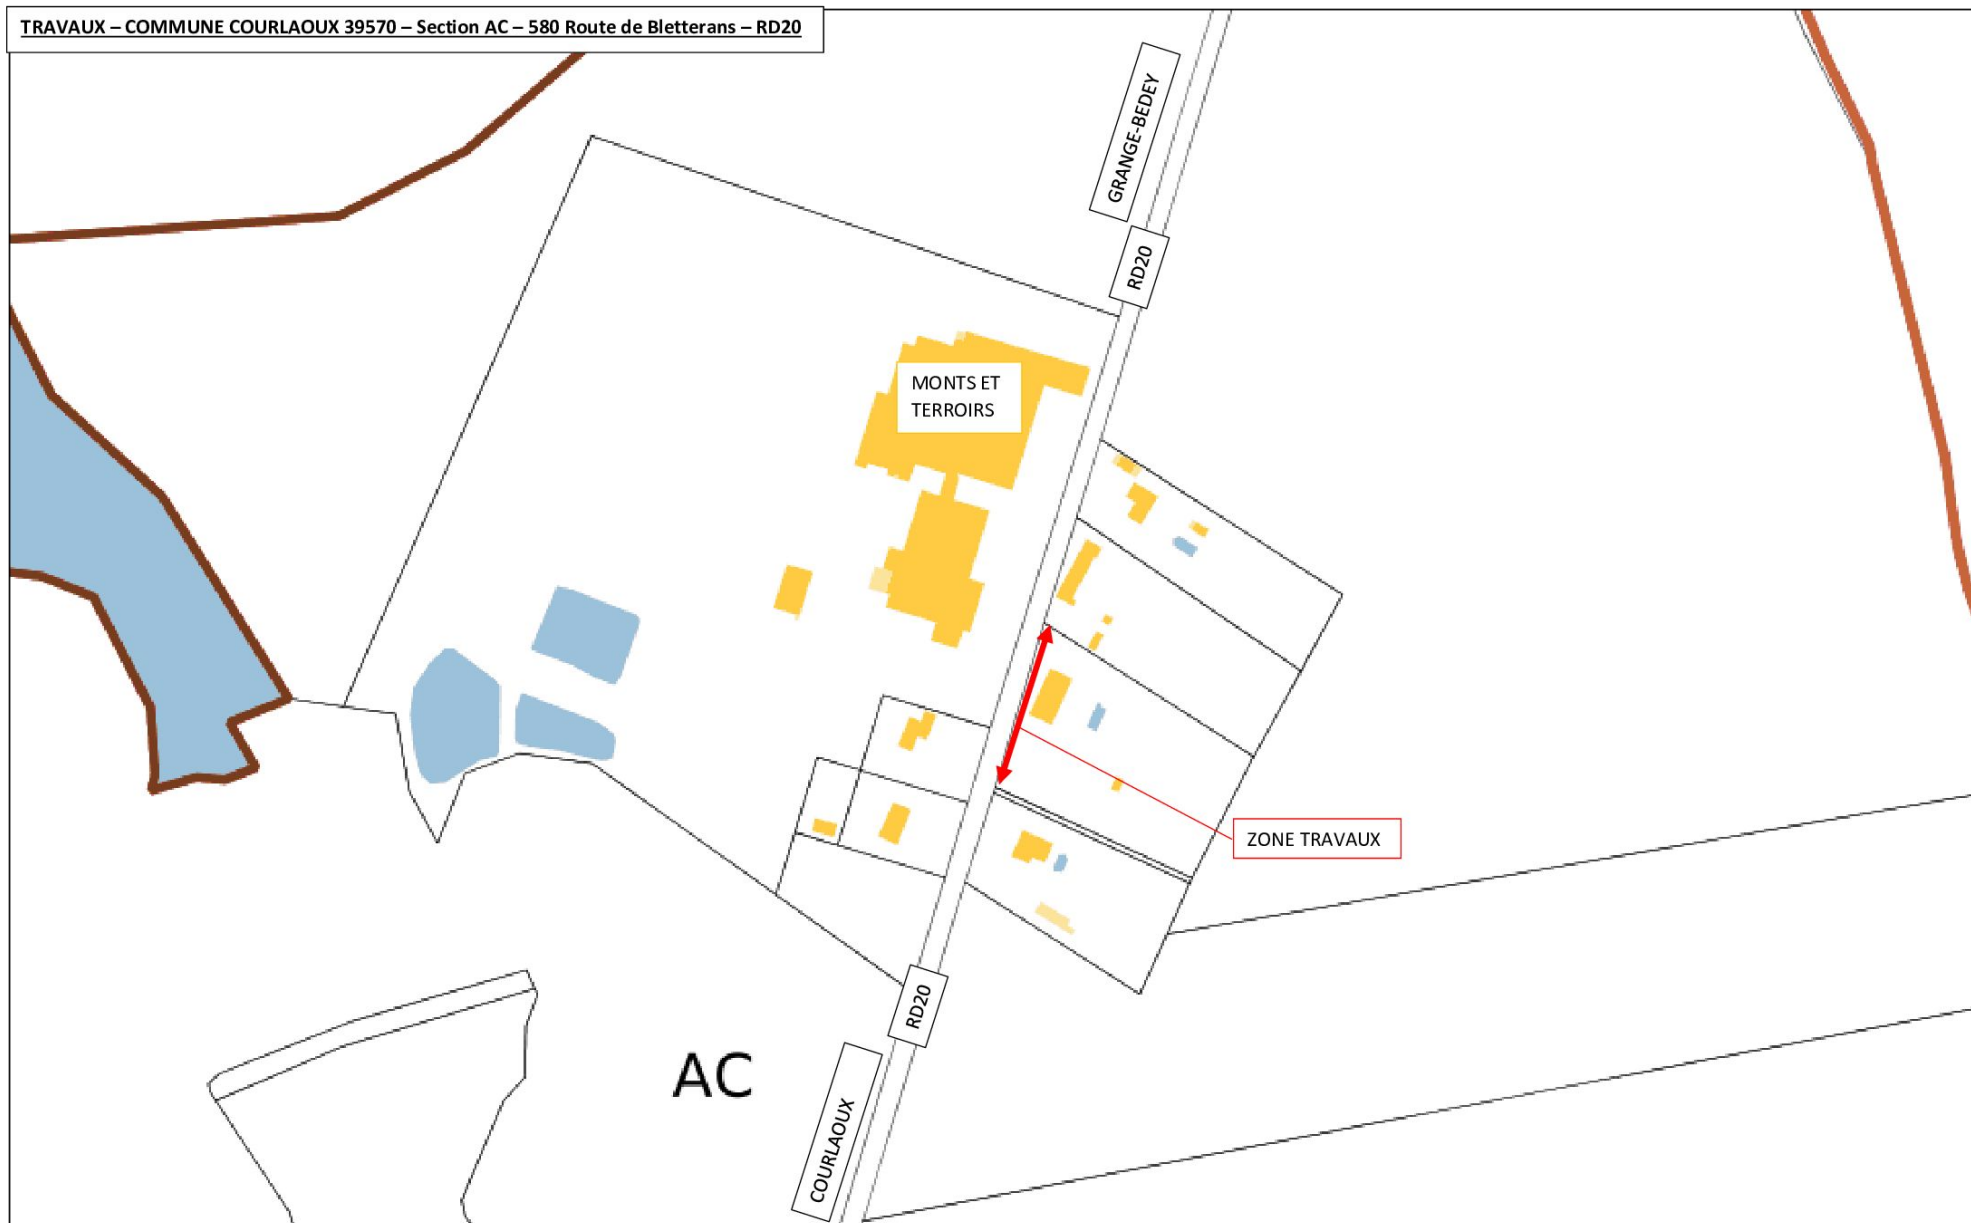 TRAVAUX – COMMUNE COURLAOUX 39570 – Section AC – 580 Route de Bletterans – RD20
GRANGE-BEDEY
RD20
MONTS ET
TERROIRS
ZONE TRAVAUX
RD20
AC
COURLAOUX